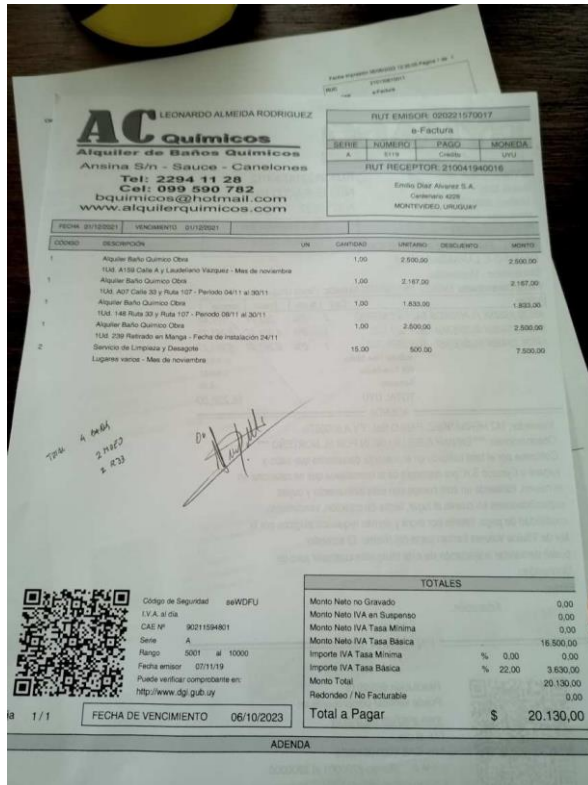 LEONARDO ALMEIDA RODRIGUEZ
AC Químicos
Alquiler de Baños Quimicos
Ansina S/n - Sauce - Canelones
Tel: 2294 11 28
Cel: 099 590 782
bquimicos@hotmail.com
www.alquilerquimicos.com
RUT EMISOR: 020221570017
e-Factura
SERIE NUMERO PAGO MONEDA
A Crédito UYU
RUT RECEPTOR: 210041940016
Emilio Diaz Alvarez S.A.
Centenario
MONTEVIDEO, URUGUAY
FECHA 01/12/2021 VENCIMIENTO 01/12/2021
CÓDIGO DESCRIPCIÓN UN CANTIDAD UNITARIO DESCUENTO MONTO
1 Alquiler Baño Quimico Obra 1,00 2.500,00 2.500,00
1Ud. A159 Calle A y Laudeliano Vazquez - Mes de noviembre
1 Alquiler Baño Quimico Obra 1,00 2.167,00 2.167,00
1Ud. A07 Calle 33 y Ruta 107 - Periodo 04/11 al 30/11
1 Alquiler Baño Quimico Obra 1,00 1.833,00 1.833,00
1Ud. 146 Ruta 33 y Ruta 107 - Periodo 08/11 al 30/11
1 Alquiler Baño Quimico Obra 1,00 2.500,00 2.500,00
1Ud. 239 Retirado en Manga - Fecha de instalación 24/11
2 Servicio de Limpieza y Desagote 15,00 500,00 7.500,00
Lugares varios - Mes de noviembre
Código de Seguridad seWDFU
I.V.A. al día
CAE Nº 90211594801
Serie A
Rango 5001 al 10000
Fecha emisor 07/11/19
Puede verificar comprobante en:
http://www.dgi.gub.uy
1/1 FECHA DE VENCIMIENTO 06/10/2023
TOTALES
Monto Neto no Gravado 0,00
Monto Neto IVA en Suspenso 0,00
Monto Neto IVA Tasa Mínima 0,00
Monto Neto IVA Tasa Básica 16.500,00
Importe IVA Tasa Mínima % 0,00 0,00
Importe IVA Tasa Básica % 22,00 3.630,00
Monto Total 20.130,00
Redondeo / No Facturable 0,00
Total a Pagar $ 20.130,00
ADENDA